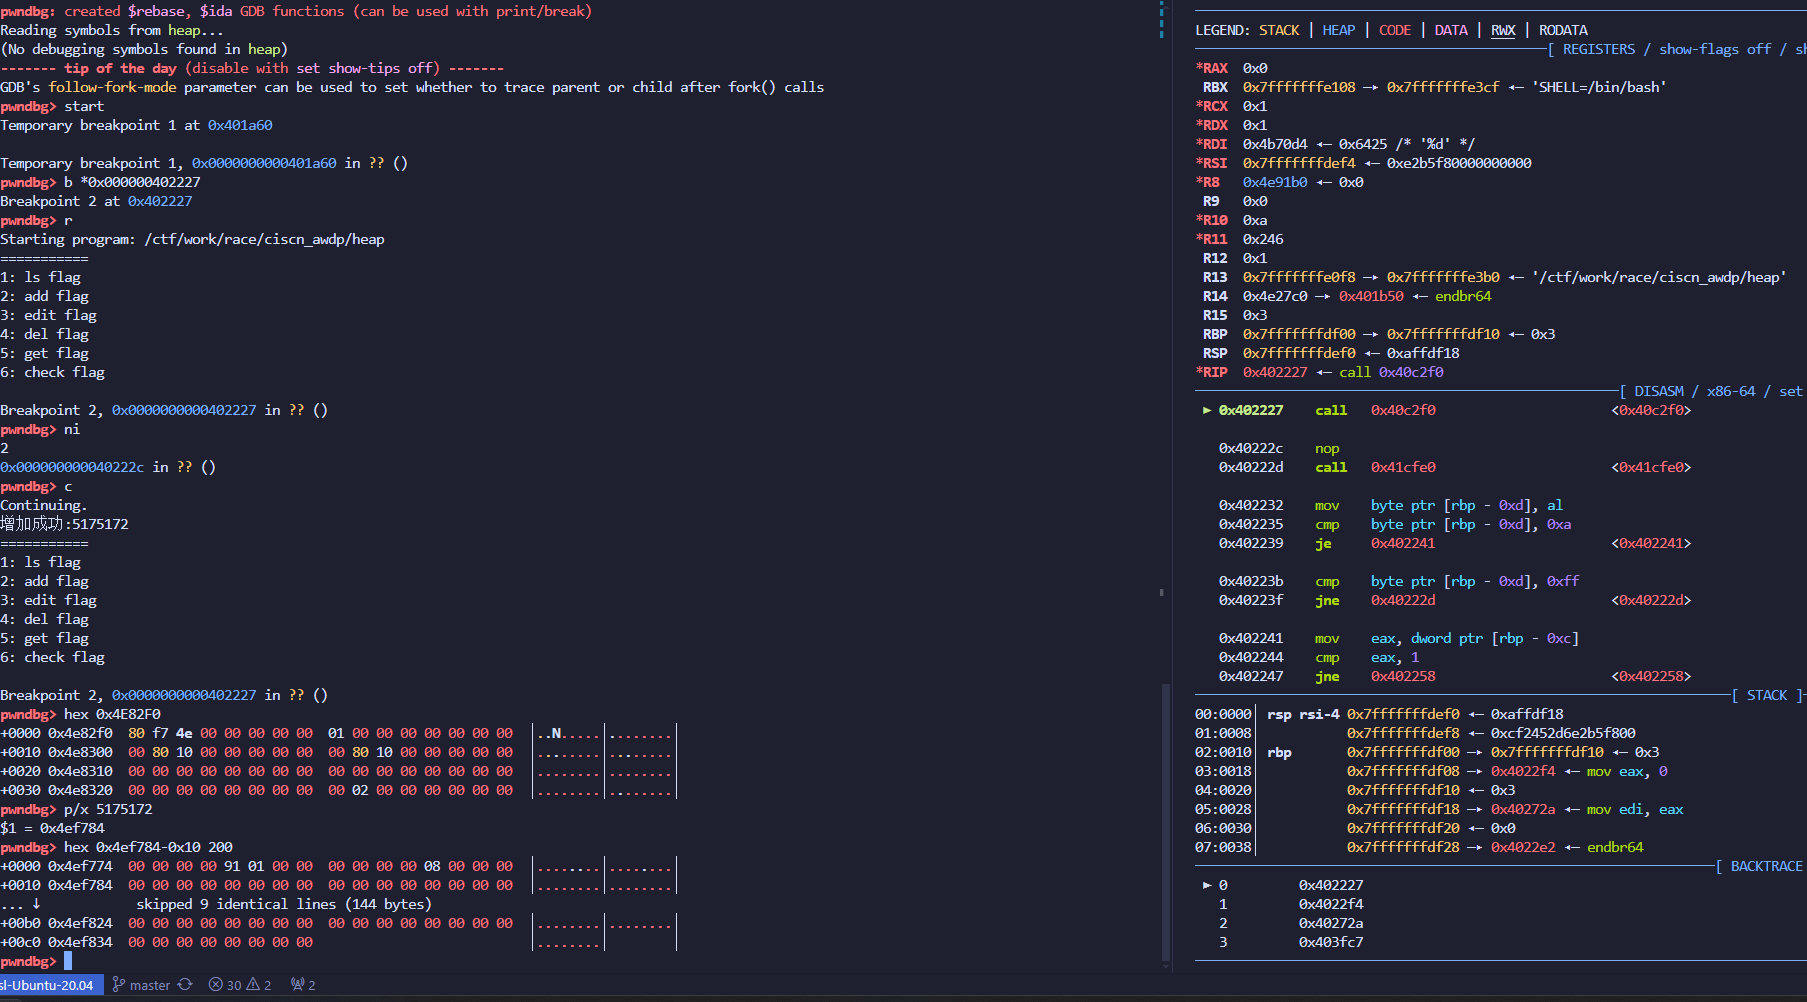 pwndbg: created $rebase, $ida GDB functions (can be used with print/break)
Reading symbols from heap...
(No debugging symbols found in heap)
------- tip of the day (disable with set show-tips off) -------
GDB's follow-fork-mode parameter can be used to set whether to trace parent or child after fork() calls
pwndbg> start
Temporary breakpoint 1 at 0x401a60
Temporary breakpoint 1, 0x0000000000401a60 in ?? ()
pwndbg> b *0x000000402227
Breakpoint 2 at 0x402227
pwndbg> r
Starting program: /ctf/work/race/ciscn_awdp/heap
===========
1: ls flag
2: add flag
3: edit flag
4: del flag
5: get flag
6: check flag
Breakpoint 2, 0x0000000000402227 in ?? ()
pwndbg> ni
2
0x000000000040222c in ?? ()
pwndbg> c
Continuing.
增加成功:5175172
===========
1: ls flag
2: add flag
3: edit flag
4: del flag
5: get flag
6: check flag
Breakpoint 2, 0x0000000000402227 in ?? ()
pwndbg> hex 0x4E82F0
+0000 0x4e82f0  80 f7 4e 00 00 00 00 00  01 00 00 00 00 00 00 00  |..N.....|........|
+0010 0x4e8300  00 80 10 00 00 00 00 00  00 80 10 00 00 00 00 00  |........|........|
+0020 0x4e8310  00 00 00 00 00 00 00 00  00 00 00 00 00 00 00 00  |........|........|
+0030 0x4e8320  00 00 00 00 00 00 00 00  00 02 00 00 00 00 00 00  |........|........|
pwndbg> p/x 5175172
$1 = 0x4ef784
pwndbg> hex 0x4ef784-0x10 200
+0000 0x4ef774  00 00 00 00 91 01 00 00  00 00 00 00 08 00 00 00  |........|........|
+0010 0x4ef784  00 00 00 00 00 00 00 00  00 00 00 00 00 00 00 00  |........|........|
... ↓            skipped 9 identical lines (144 bytes)
+00b0 0x4ef824  00 00 00 00 00 00 00 00  00 00 00 00 00 00 00 00  |........|........|
+00c0 0x4ef834  00 00 00 00 00 00 00 00                           |........|
pwndbg>
sl-Ubuntu-20.04 master 30 2 2
LEGEND: STACK | HEAP | CODE | DATA | RWX | RODATA
[ REGISTERS / show-flags off / sh
*RAX  0x0
RBX  0x7fffffffe108 —▸ 0x7fffffffe3cf ◂— 'SHELL=/bin/bash'
*RCX  0x1
*RDX  0x1
*RDI  0x4b70d4 ◂— 0x6425 /* '%d' */
*RSI  0x7fffffffdef4 ◂— 0xe2b5f80000000000
*R8   0x4e91b0 ◂— 0x0
R9   0x0
*R10  0xa
*R11  0x246
R12  0x1
R13  0x7fffffffe0f8 —▸ 0x7fffffffe3b0 ◂— '/ctf/work/race/ciscn_awdp/heap'
R14  0x4e27c0 —▸ 0x401b50 ◂— endbr64
R15  0x3
RBP  0x7fffffffdf00 —▸ 0x7fffffffdf10 ◂— 0x3
RSP  0x7fffffffdef0 ◂— 0xaffdf18
*RIP  0x402227 ◂— call 0x40c2f0
[ DISASM / x86-64 / set
► 0x402227    call   0x40c2f0                      <0x40c2f0>
0x40222c    nop
0x40222d    call   0x41cfe0                      <0x41cfe0>
0x402232    mov    byte ptr [rbp - 0xd], al
0x402235    cmp    byte ptr [rbp - 0xd], 0xa
0x402239    je     0x402241                      <0x402241>
0x40223b    cmp    byte ptr [rbp - 0xd], 0xff
0x40223f    jne    0x40222d                      <0x40222d>
0x402241    mov    eax, dword ptr [rbp - 0xc]
0x402244    cmp    eax, 1
0x402247    jne    0x402258                      <0x402258>
[ STACK ]
00:0000│ rsp rsi-4 0x7fffffffdef0 ◂— 0xaffdf18
01:0008│           0x7fffffffdef8 ◂— 0xcf2452d6e2b5f800
02:0010│ rbp       0x7fffffffdf00 —▸ 0x7fffffffdf10 ◂— 0x3
03:0018│           0x7fffffffdf08 —▸ 0x4022f4 ◂— mov eax, 0
04:0020│           0x7fffffffdf10 ◂— 0x3
05:0028│           0x7fffffffdf18 —▸ 0x40272a ◂— mov edi, eax
06:0030│           0x7fffffffdf20 ◂— 0x0
07:0038│           0x7fffffffdf28 —▸ 0x4022e2 ◂— endbr64
[ BACKTRACE
► 0         0x402227
1         0x4022f4
2         0x40272a
3         0x403fc7